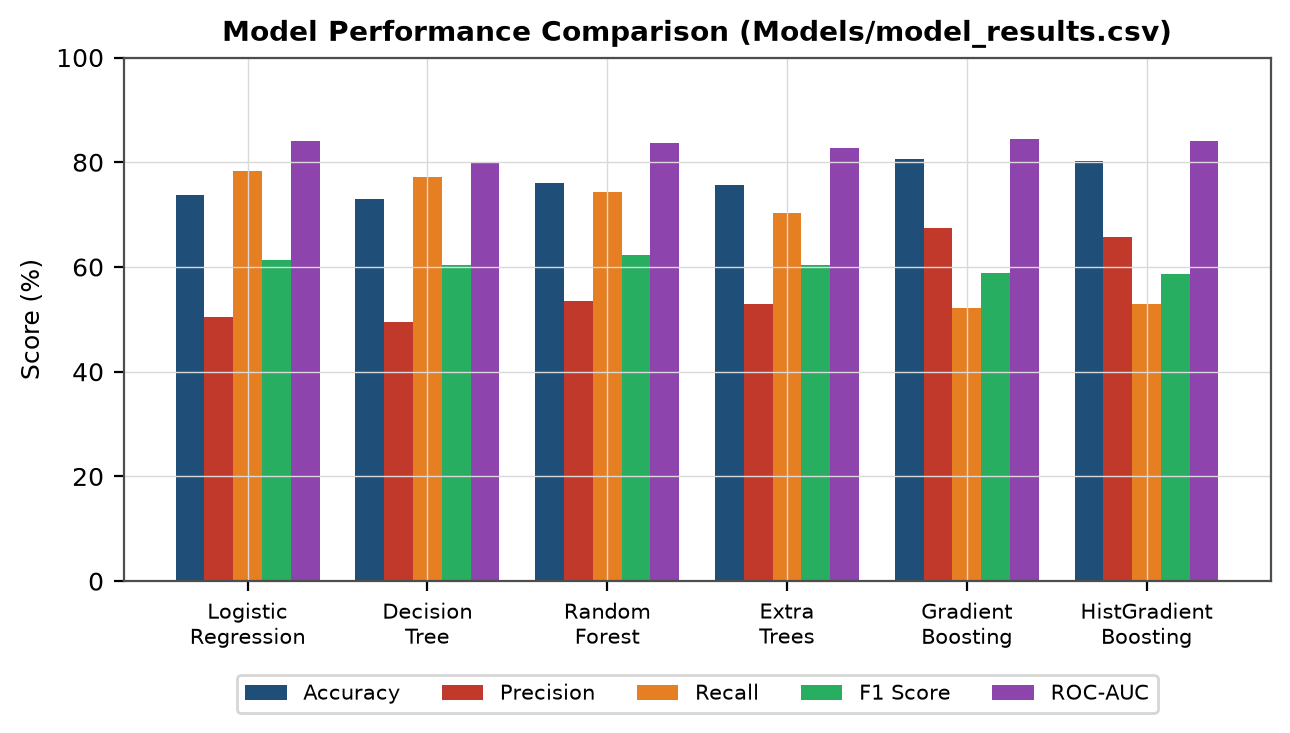 Model Performance Comparison (Models/model_results.csv)
Score (%)
100
80
60
40
20
0
Logistic
Regression
Decision
Tree
Random
Forest
Extra
Trees
Gradient
Boosting
HistGradient
Boosting
Accuracy
Precision
Recall
F1 Score
ROC-AUC